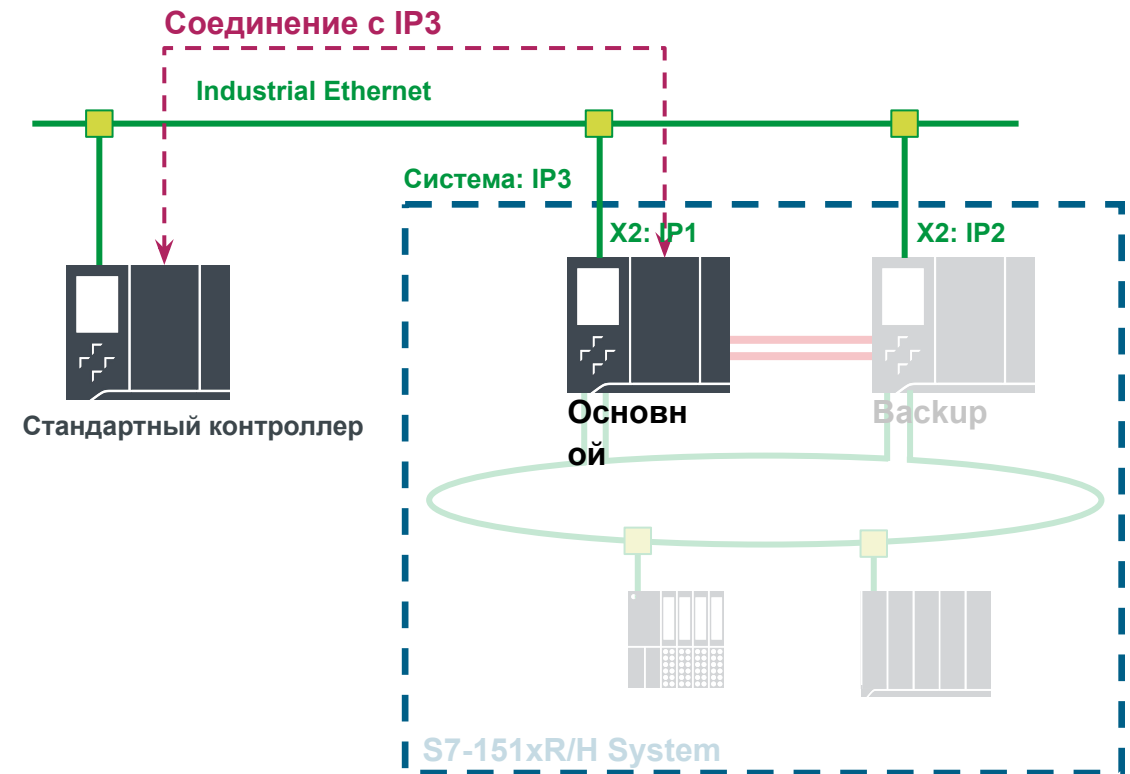 Соединение с IP3
Industrial Ethernet
Система: IP3
X2: IP1
X2: IP2
Стандартный контроллер
Основн
ой
Backup
S7-151xR/H System